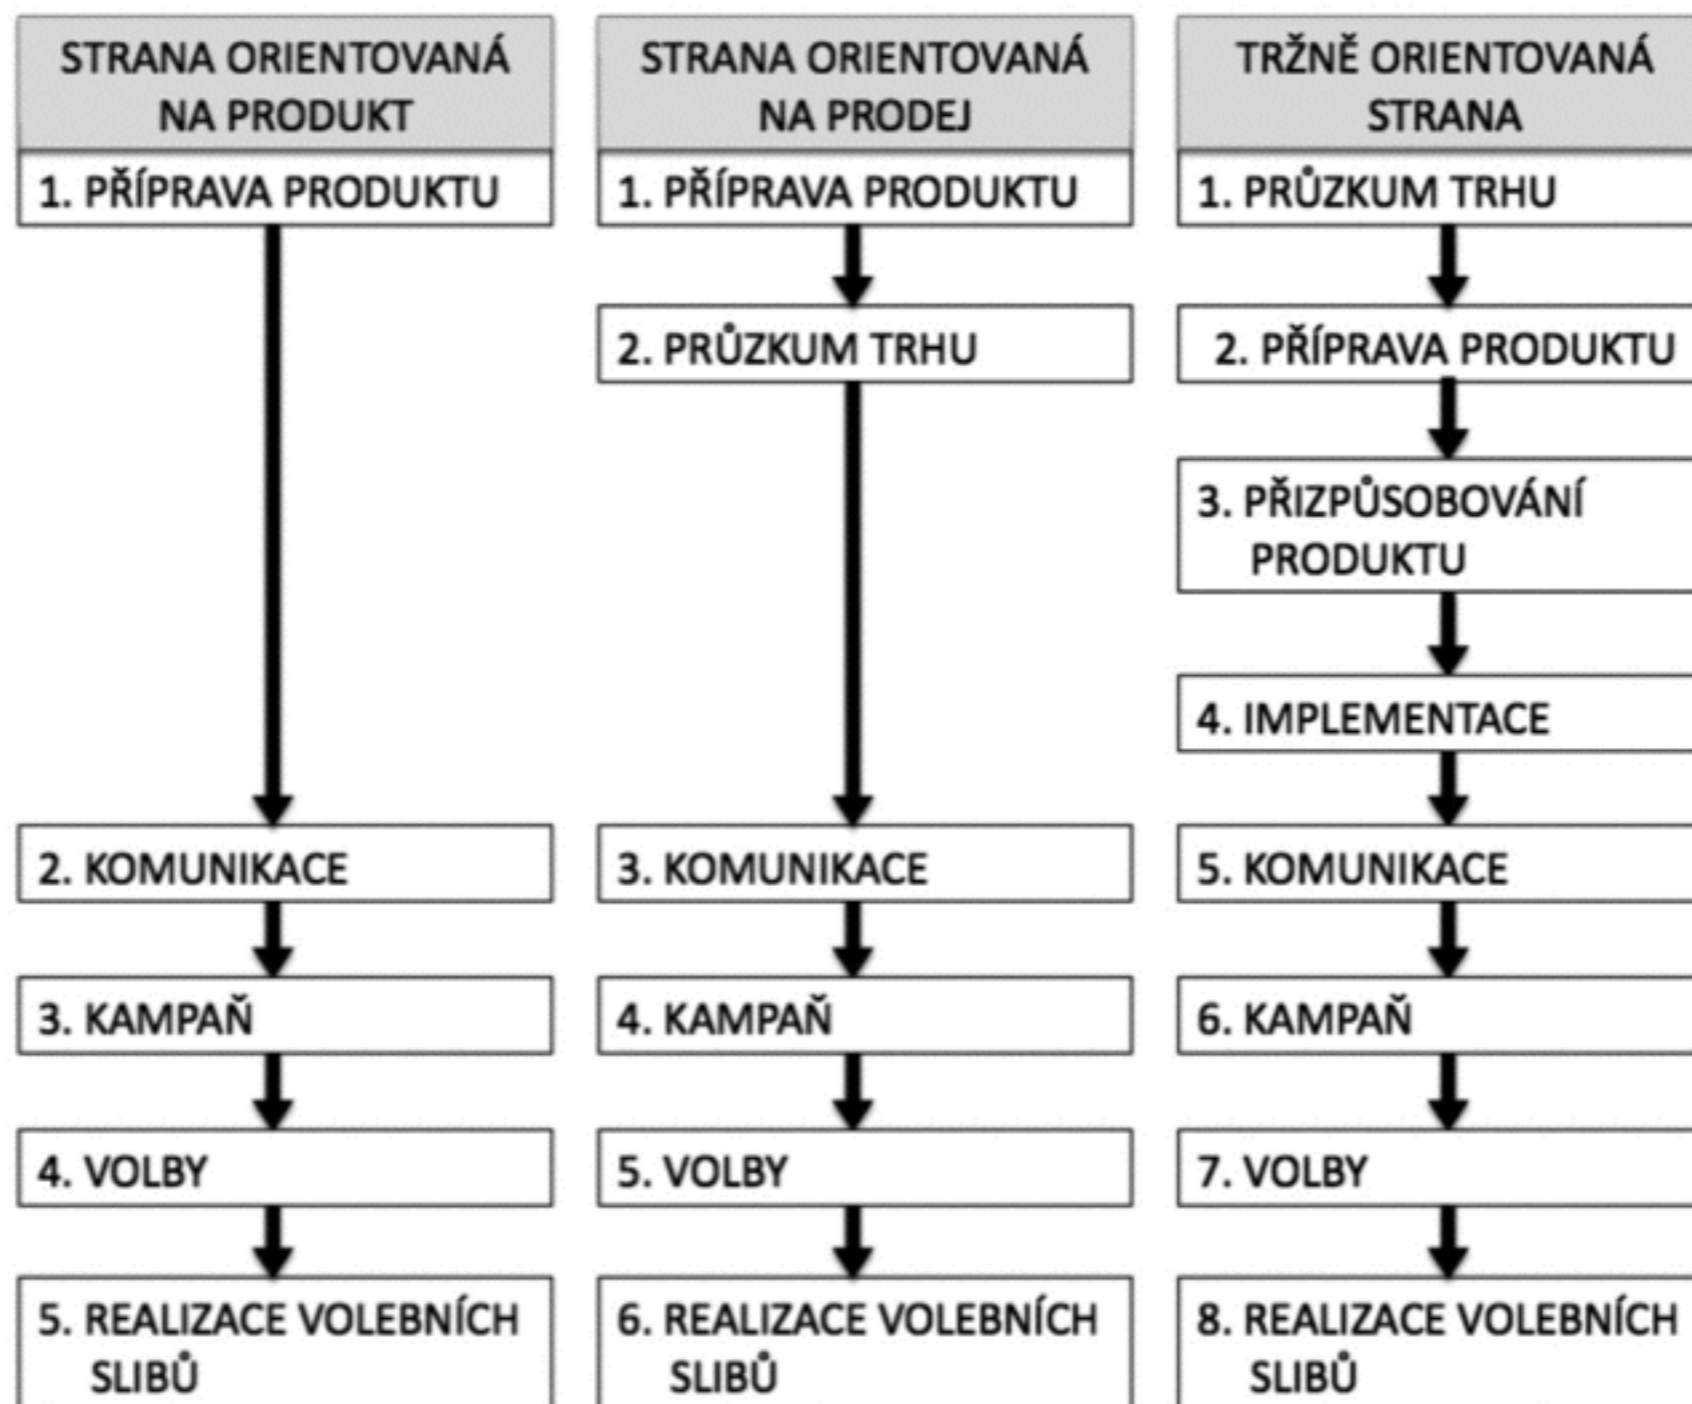 STRANA ORIENTOVANÁ
NA PRODUKT
1. PŘÍPRAVA PRODUKTU
2. KOMUNIKACE
3. KAMPAŇ
4. VOLBY
5. REALIZACE VOLEBNÍCH
SLIBŮ
STRANA ORIENTOVANÁ
NA PRODEJ
1. PŘÍPRAVA PRODUKTU
2. PRŮZKUM TRHU
3. KOMUNIKACE
4. KAMPAŇ
5. VOLBY
6. REALIZACE VOLEBNÍCH
SLIBŮ
TRŽNĚ ORIENTOVANÁ
STRANA
1. PRŮZKUM TRHU
2. PŘÍPRAVA PRODUKTU
3. PŘIZPŮSOBOVÁNÍ
PRODUKTU
4. IMPLEMENTACE
5. KOMUNIKACE
6. KAMPAŇ
7. VOLBY
8. REALIZACE VOLEBNÍCH
SLIBŮ